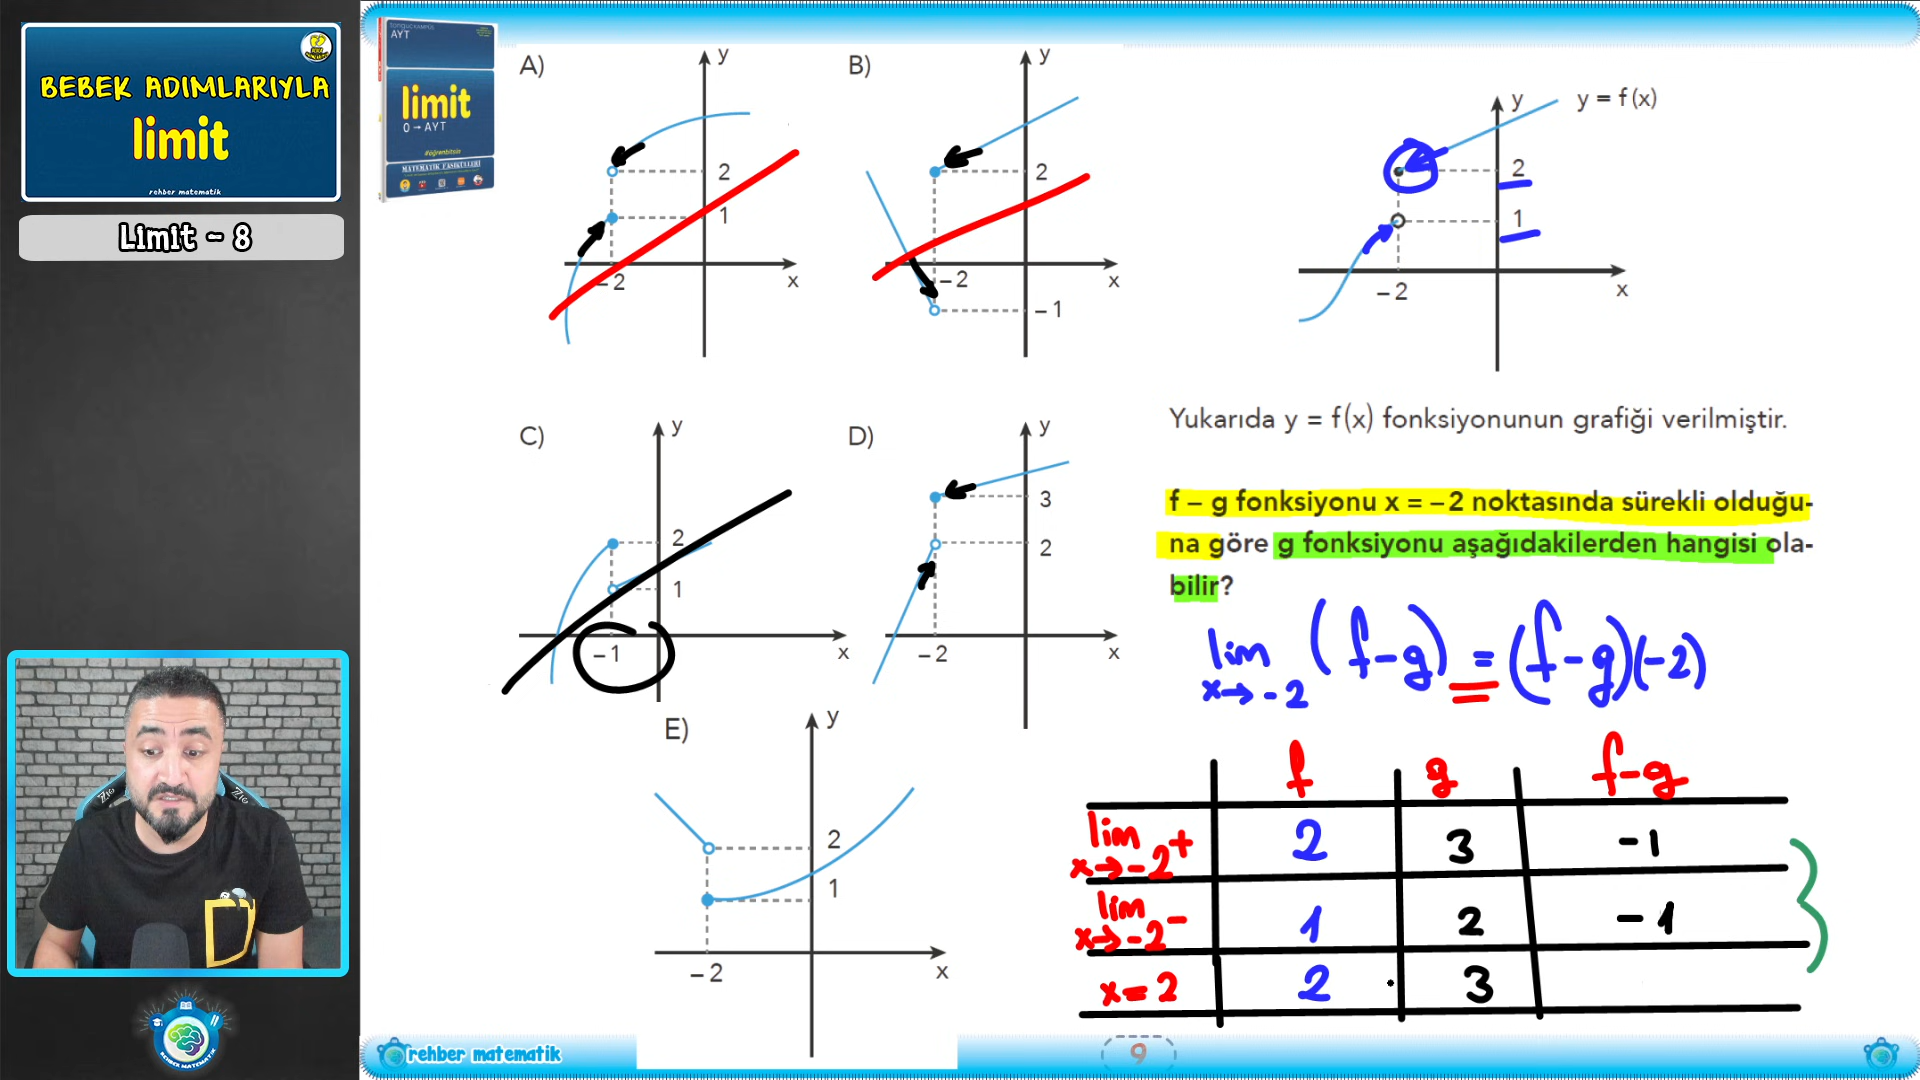 BEBEK ADIMLARIYLA
limit
rehber matematik
Limit - 8
AYT
limit
0 → AYT
#öğrenbitsin
MATEMATİK FASİKÜLLERİ
A)
y
2
1
-2
x
B)
y
2
-2
x
-1
y
y = f(x)
2
1
-2
x
C)
y
2
1
-1
x
D)
y
3
2
-2
x
E)
y
2
1
-2
x
Yukarıda y = f(x) fonksiyonunun grafiği verilmiştir.
f – g fonksiyonu x = –2 noktasında sürekli olduğu-
na göre g fonksiyonu aşağıdakilerden hangisi ola-
bilir?
lim (f-g) = (f-g)(-2)
x→-2
f g f-g
lim x→-2+ 2 3 -1
lim x→-2- 1 2 -1
x=2 2 3
rehber matematik
9